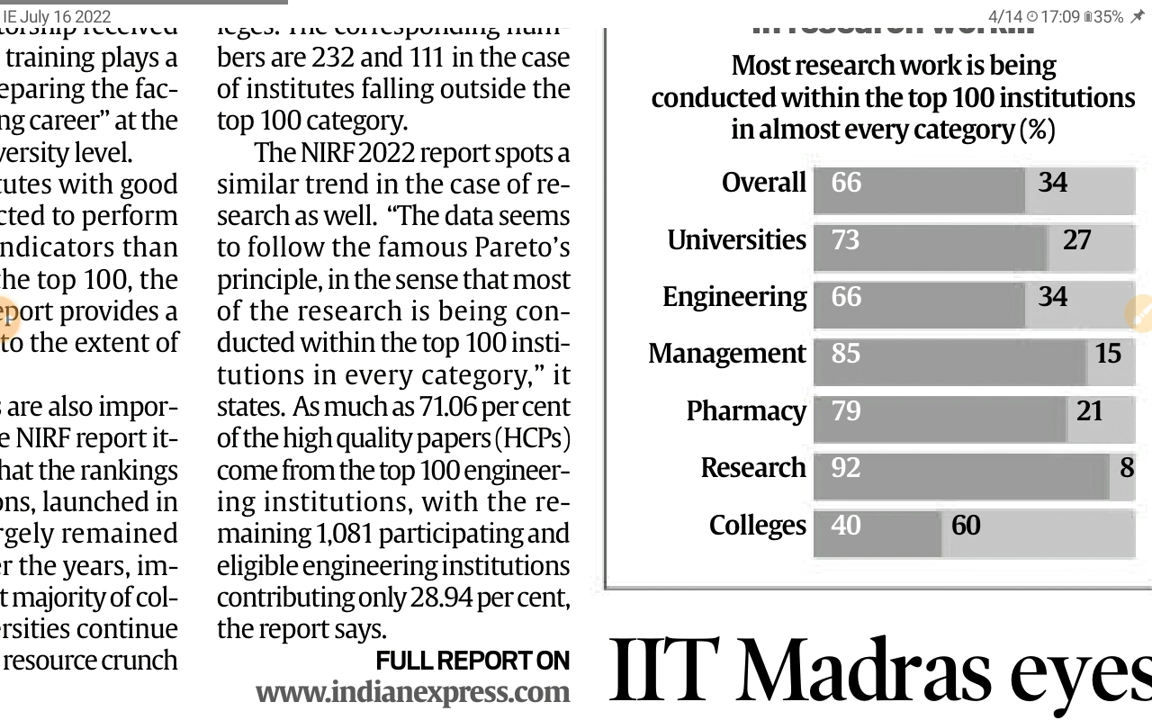 IE July 16 2022
4/14 17:09 35%
training plays a
eparing the fac-
ng career” at the
versity level.
tutes with good
cted to perform
ndicators than
he top 100, the
eport provides a
to the extent of
s are also impor-
e NIRF report it-
hat the rankings
ons, launched in
rgely remained
er the years, im-
t majority of col-
ersities continue
resource crunch
leges. The corresponding num-
bers are 232 and 111 in the case
of institutes falling outside the
top 100 category.
The NIRF 2022 report spots a
similar trend in the case of re-
search as well. “The data seems
to follow the famous Pareto’s
principle, in the sense that most
of the research is being con-
ducted within the top 100 insti-
tutions in every category,” it
states. As much as 71.06 per cent
of the high quality papers (HCPs)
come from the top 100 engineer-
ing institutions, with the re-
maining 1,081 participating and
eligible engineering institutions
contributing only 28.94 per cent,
the report says.
FULL REPORT ON
www.indianexpress.com
Most research work is being
conducted within the top 100 institutions
in almost every category (%)
Overall 66 34
Universities 73 27
Engineering 66 34
Management 85 15
Pharmacy 79 21
Research 92 8
Colleges 40 60
IIT Madras eyes